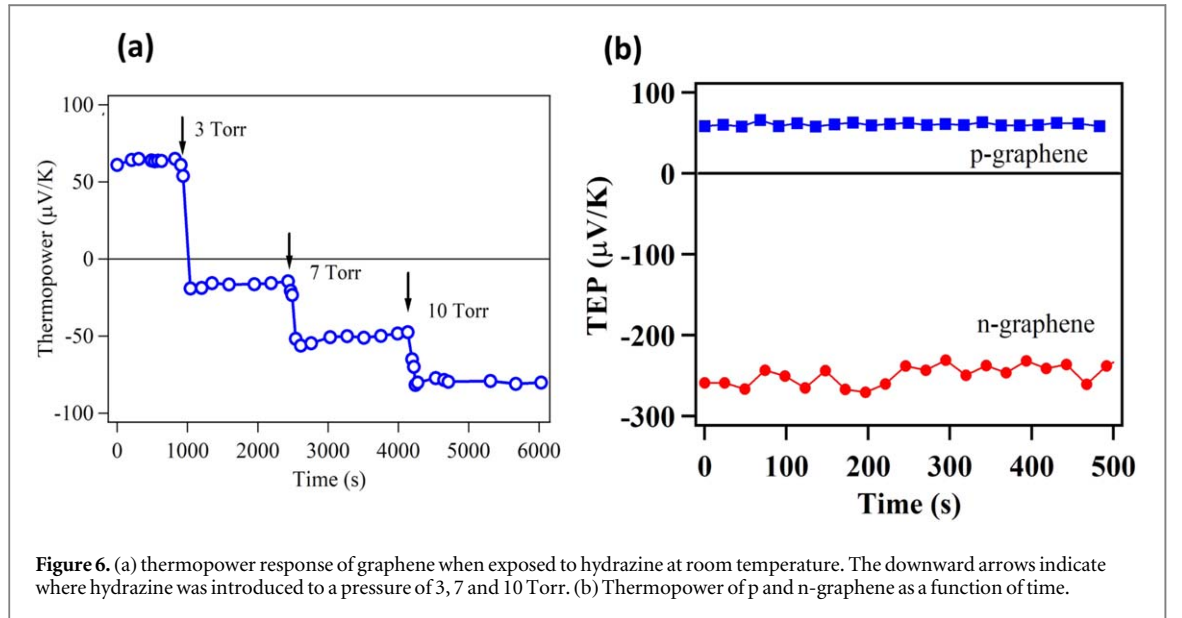 (a)
100
50
0
-50
-100
Thermopower (μV/K)
3 Torr
7 Torr
10 Torr
0 1000 2000 3000 4000 5000 6000
Time (s)
(b)
100
0
-100
-200
-300
TEP (μV/K)
p-graphene
n-graphene
0 100 200 300 400 500
Time (s)
Figure 6. (a) thermopower response of graphene when exposed to hydrazine at room temperature. The downward arrows indicate
where hydrazine was introduced to a pressure of 3, 7 and 10 Torr. (b) Thermopower of p and n-graphene as a function of time.